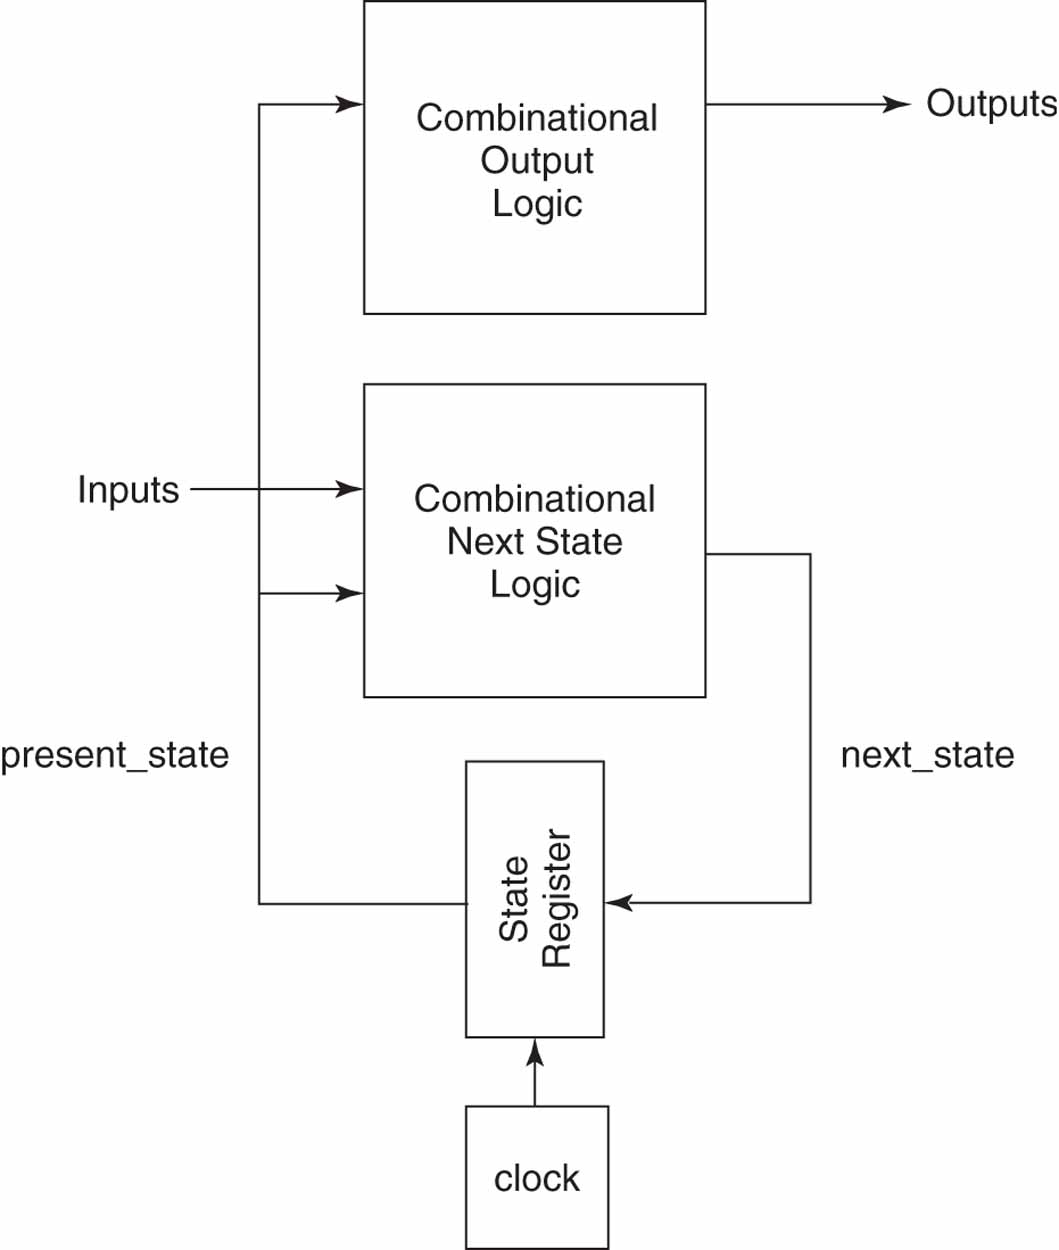 Combinational
Output
Logic
Outputs
Inputs
Combinational
Next State
Logic
present_state
next_state
State
Register
clock